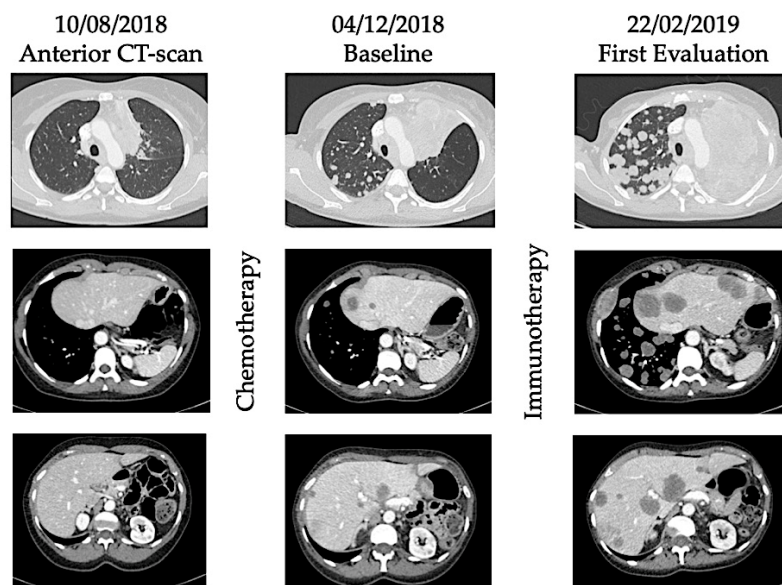 10/08/2018
Anterior CT-scan
04/12/2018
Baseline
22/02/2019
First Evaluation
Chemotherapy
Immunotherapy